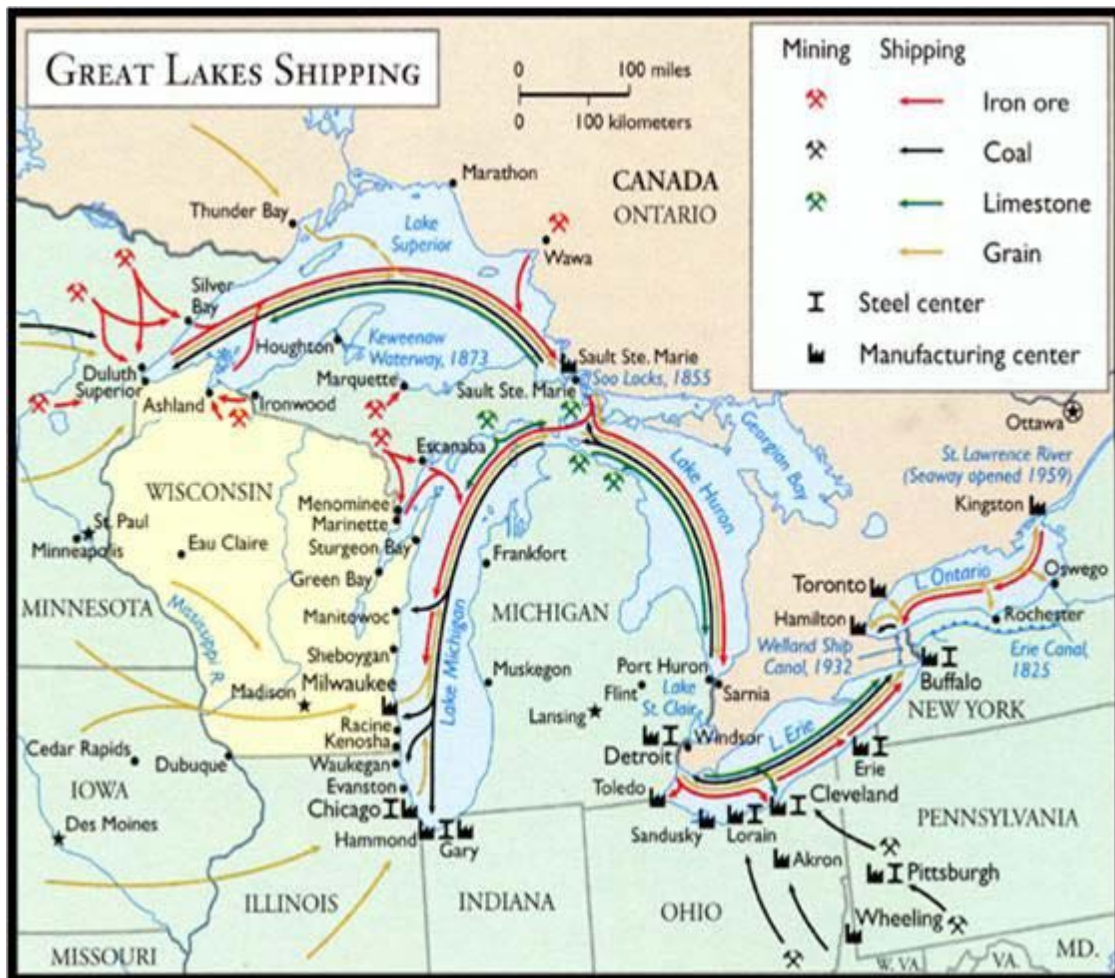 GREAT LAKES SHIPPING
0 100 miles
0 100 kilometers
Mining Shipping
Iron ore
Coal
Limestone
Grain
Steel center
Manufacturing center
CANADA
ONTARIO
Marathon
Thunder Bay
Lake
Superior
Wawa
Silver
Bay
Houghton
Keweenaw
Waterway, 1873
Sault Ste. Marie
Soo Locks, 1855
Sault Ste. Marie
Marquette
Duluth
Superior
Ashland
Ironwood
Escanaba
Georgian Bay
Lake Huron
Ottawa
St. Lawrence River
(Seaway opened 1959)
Kingston
WISCONSIN
Menominee
Marinette
St. Paul
Minneapolis
Eau Claire
Sturgeon Bay
Frankfort
Green Bay
Toronto
L. Ontario
Oswego
MINNESOTA
Mississippi R.
Manitowoc
MICHIGAN
Hamilton
Rochester
Welland Ship
Canal, 1932
Erie Canal,
1825
Sheboygan
Lake Michigan
Muskegon
Port Huron
Sarnia
Buffalo
NEW YORK
Milwaukee
Madison
Flint
Lake
St. Clair
Lansing
Racine
Kenosha
Windsor
Detroit
L. Erie
Erie
Cedar Rapids
Dubuque
Waukegan
IOWA
Evanston
Toledo
Cleveland
Des Moines
Chicago
Hammond
Gary
Sandusky
Lorain
PENNSYLVANIA
Akron
Pittsburgh
ILLINOIS
INDIANA
OHIO
Wheeling
MISSOURI
W. VA.
VA.
MD.